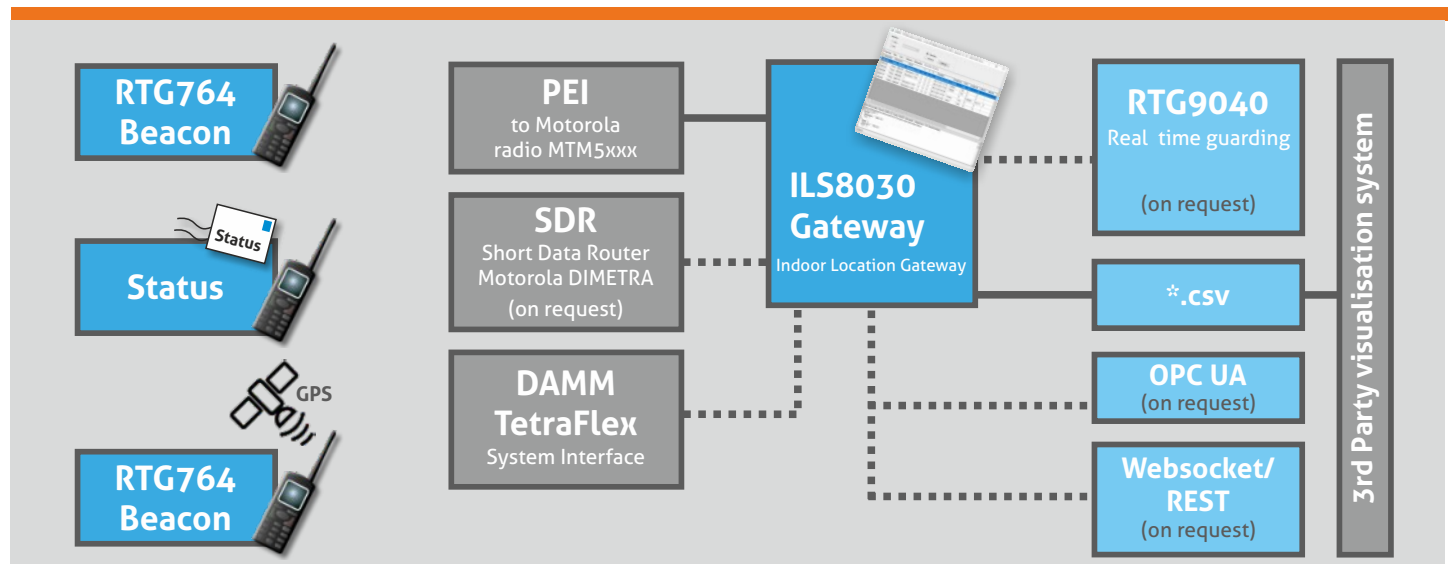 RTG764
Beacon
Status
Status
GPS
RTG764
Beacon
PEI
to Motorola
radio MTM5xxx
SDR
Short Data Router
Motorola DIMETRA
(on request)
DAMM
TetraFlex
System Interface
ILS8030
Gateway
Indoor Location Gateway
RTG9040
Real time guarding
(on request)
*.csv
OPC UA
(on request)
Websocket/
REST
(on request)
3rd Party visualisation system